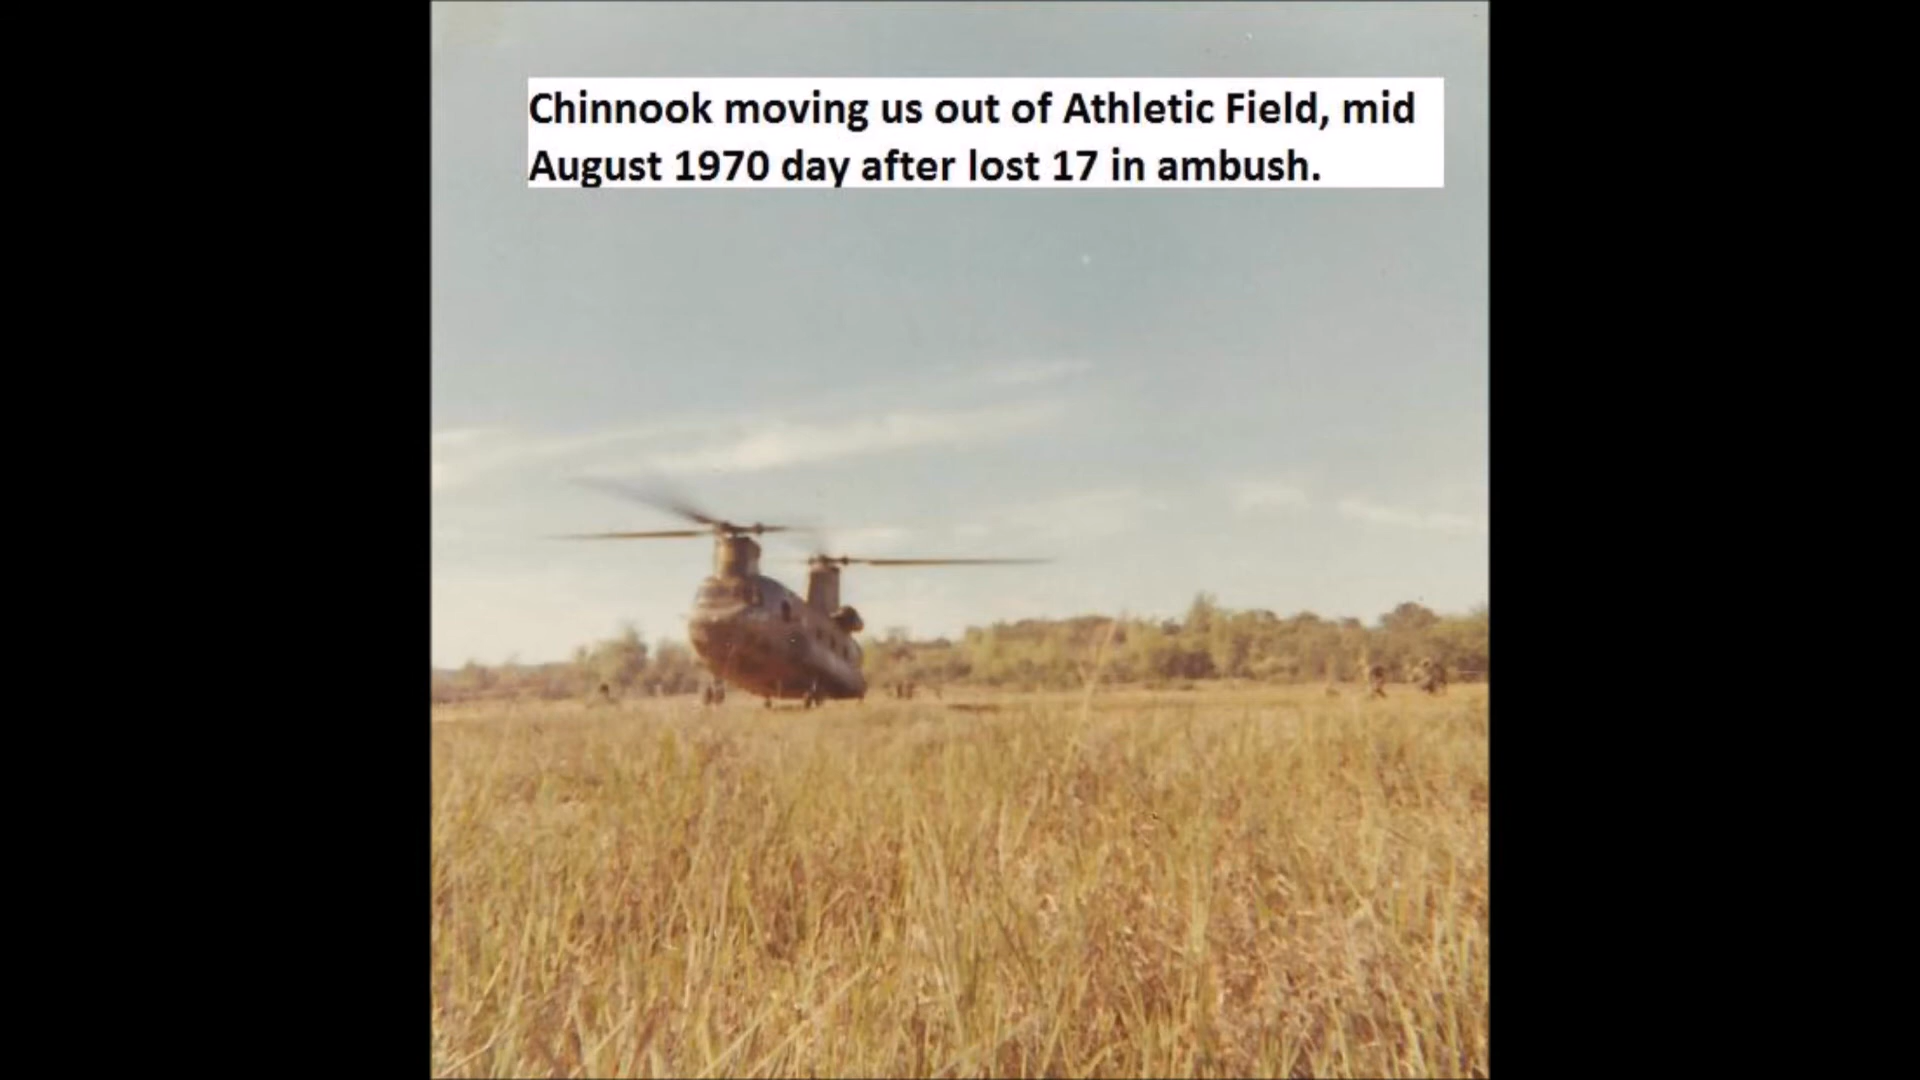 Chinnook moving us out of Athletic Field, mid
August 1970 day after lost 17 in ambush.